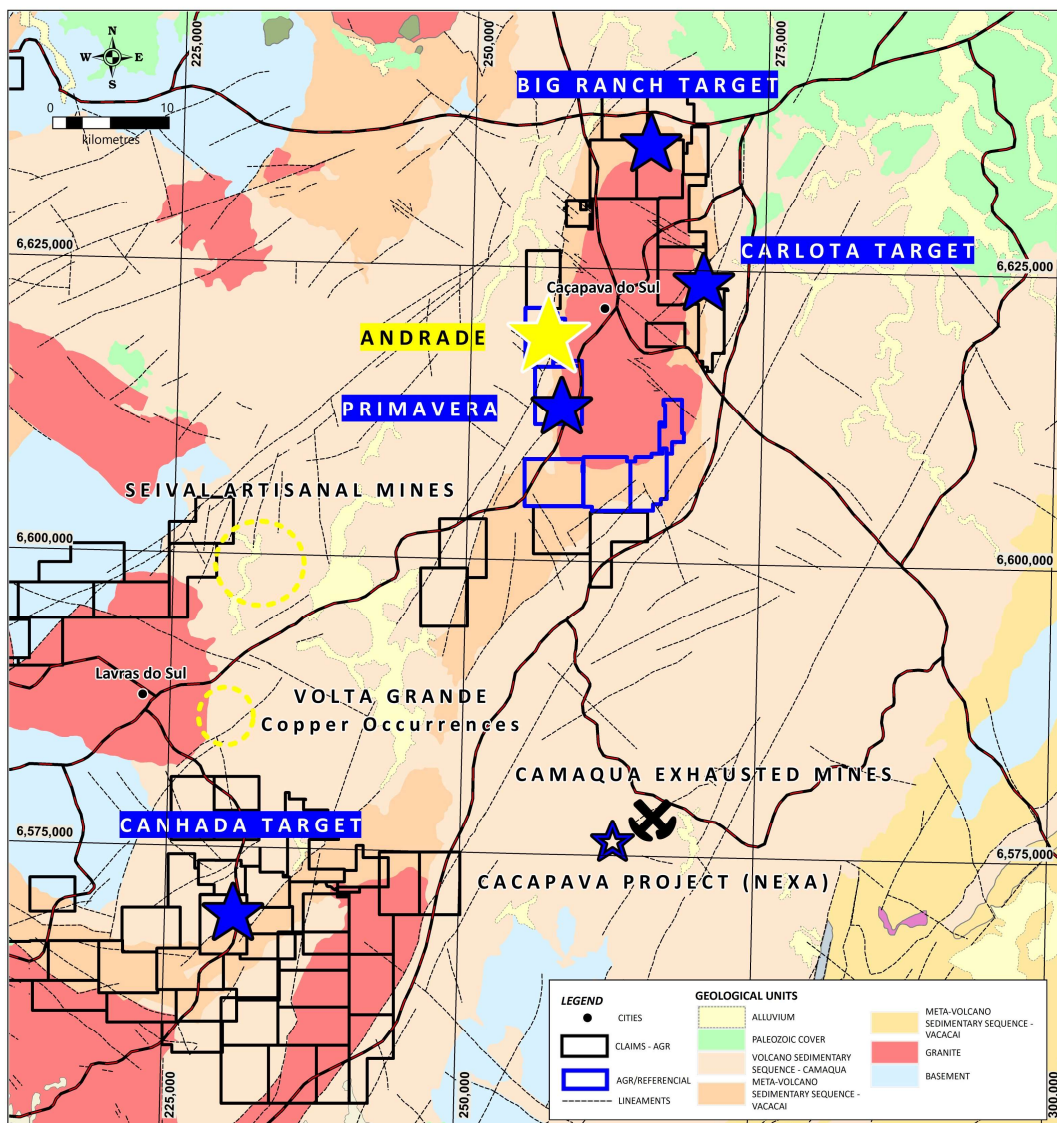 225,000
250,000
275,000
N
W E
S
0 10
kilometres
BIG RANCH TARGET
6,625,000
CARLOTA TARGET
6,625,000
Caçapava do Sul
ANDRADE
PRIMAVERA
SEIVAL ARTISANAL MINES
6,600,000
6,600,000
Lavras do Sul
VOLTA GRANDE
Copper Occurrences
CAMAQUA EXHAUSTED MINES
CANHADA TARGET
6,575,000
6,575,000
CACAPAVA PROJECT (NEXA)
225,000
250,000
300,000
LEGEND
CITIES
CLAIMS - AGR
AGR/REFERENCIAL
LINEAMENTS
GEOLOGICAL UNITS
ALLUVIUM
PALEOZOIC COVER
VOLCANO SEDIMENTARY
SEQUENCE - CAMAQUA
META-VOLCANO
SEDIMENTARY SEQUENCE -
VACACAI
META-VOLCANO
SEDIMENTARY SEQUENCE -
VACACAI
GRANITE
BASEMENT